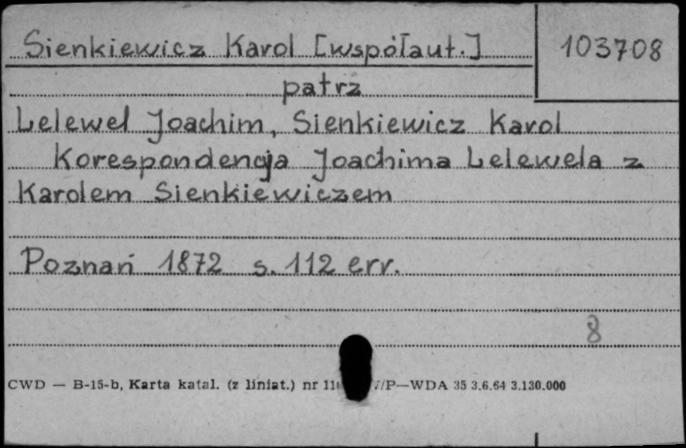 Sienkiewicz Karol [współaut.]
103708
patrz
Lelewel Joachim, Sienkiewicz Karol
Korespondencja Joachima Lelewela z
Karolem Sienkiewiczem
Poznań 1872 s. 112 err.
8
CWD — B-15-b, Karta katal. (z liniat.) nr /P—WDA 35 3.6.64 3.130.000